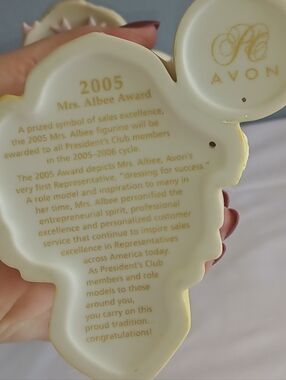 AVON
2005
Mrs. Albee Award
A prized symbol of sales excellence,
the 2005 Mrs. Albee figurine will be
awarded to all President's Club members
in the 2005-2006 cycle.
The 2005 Award depicts Mrs. Albee, Avon's
very first Representative, "dressing for success."
A role model and inspiration to many in
her time, Mrs. Albee personified the
entrepreneurial spirit, professional
excellence and personalized customer
service that continue to inspire sales
excellence in Representatives
across America today.
As President's Club
members and role
models to those
around you,
you carry on this
proud tradition...
congratulations!